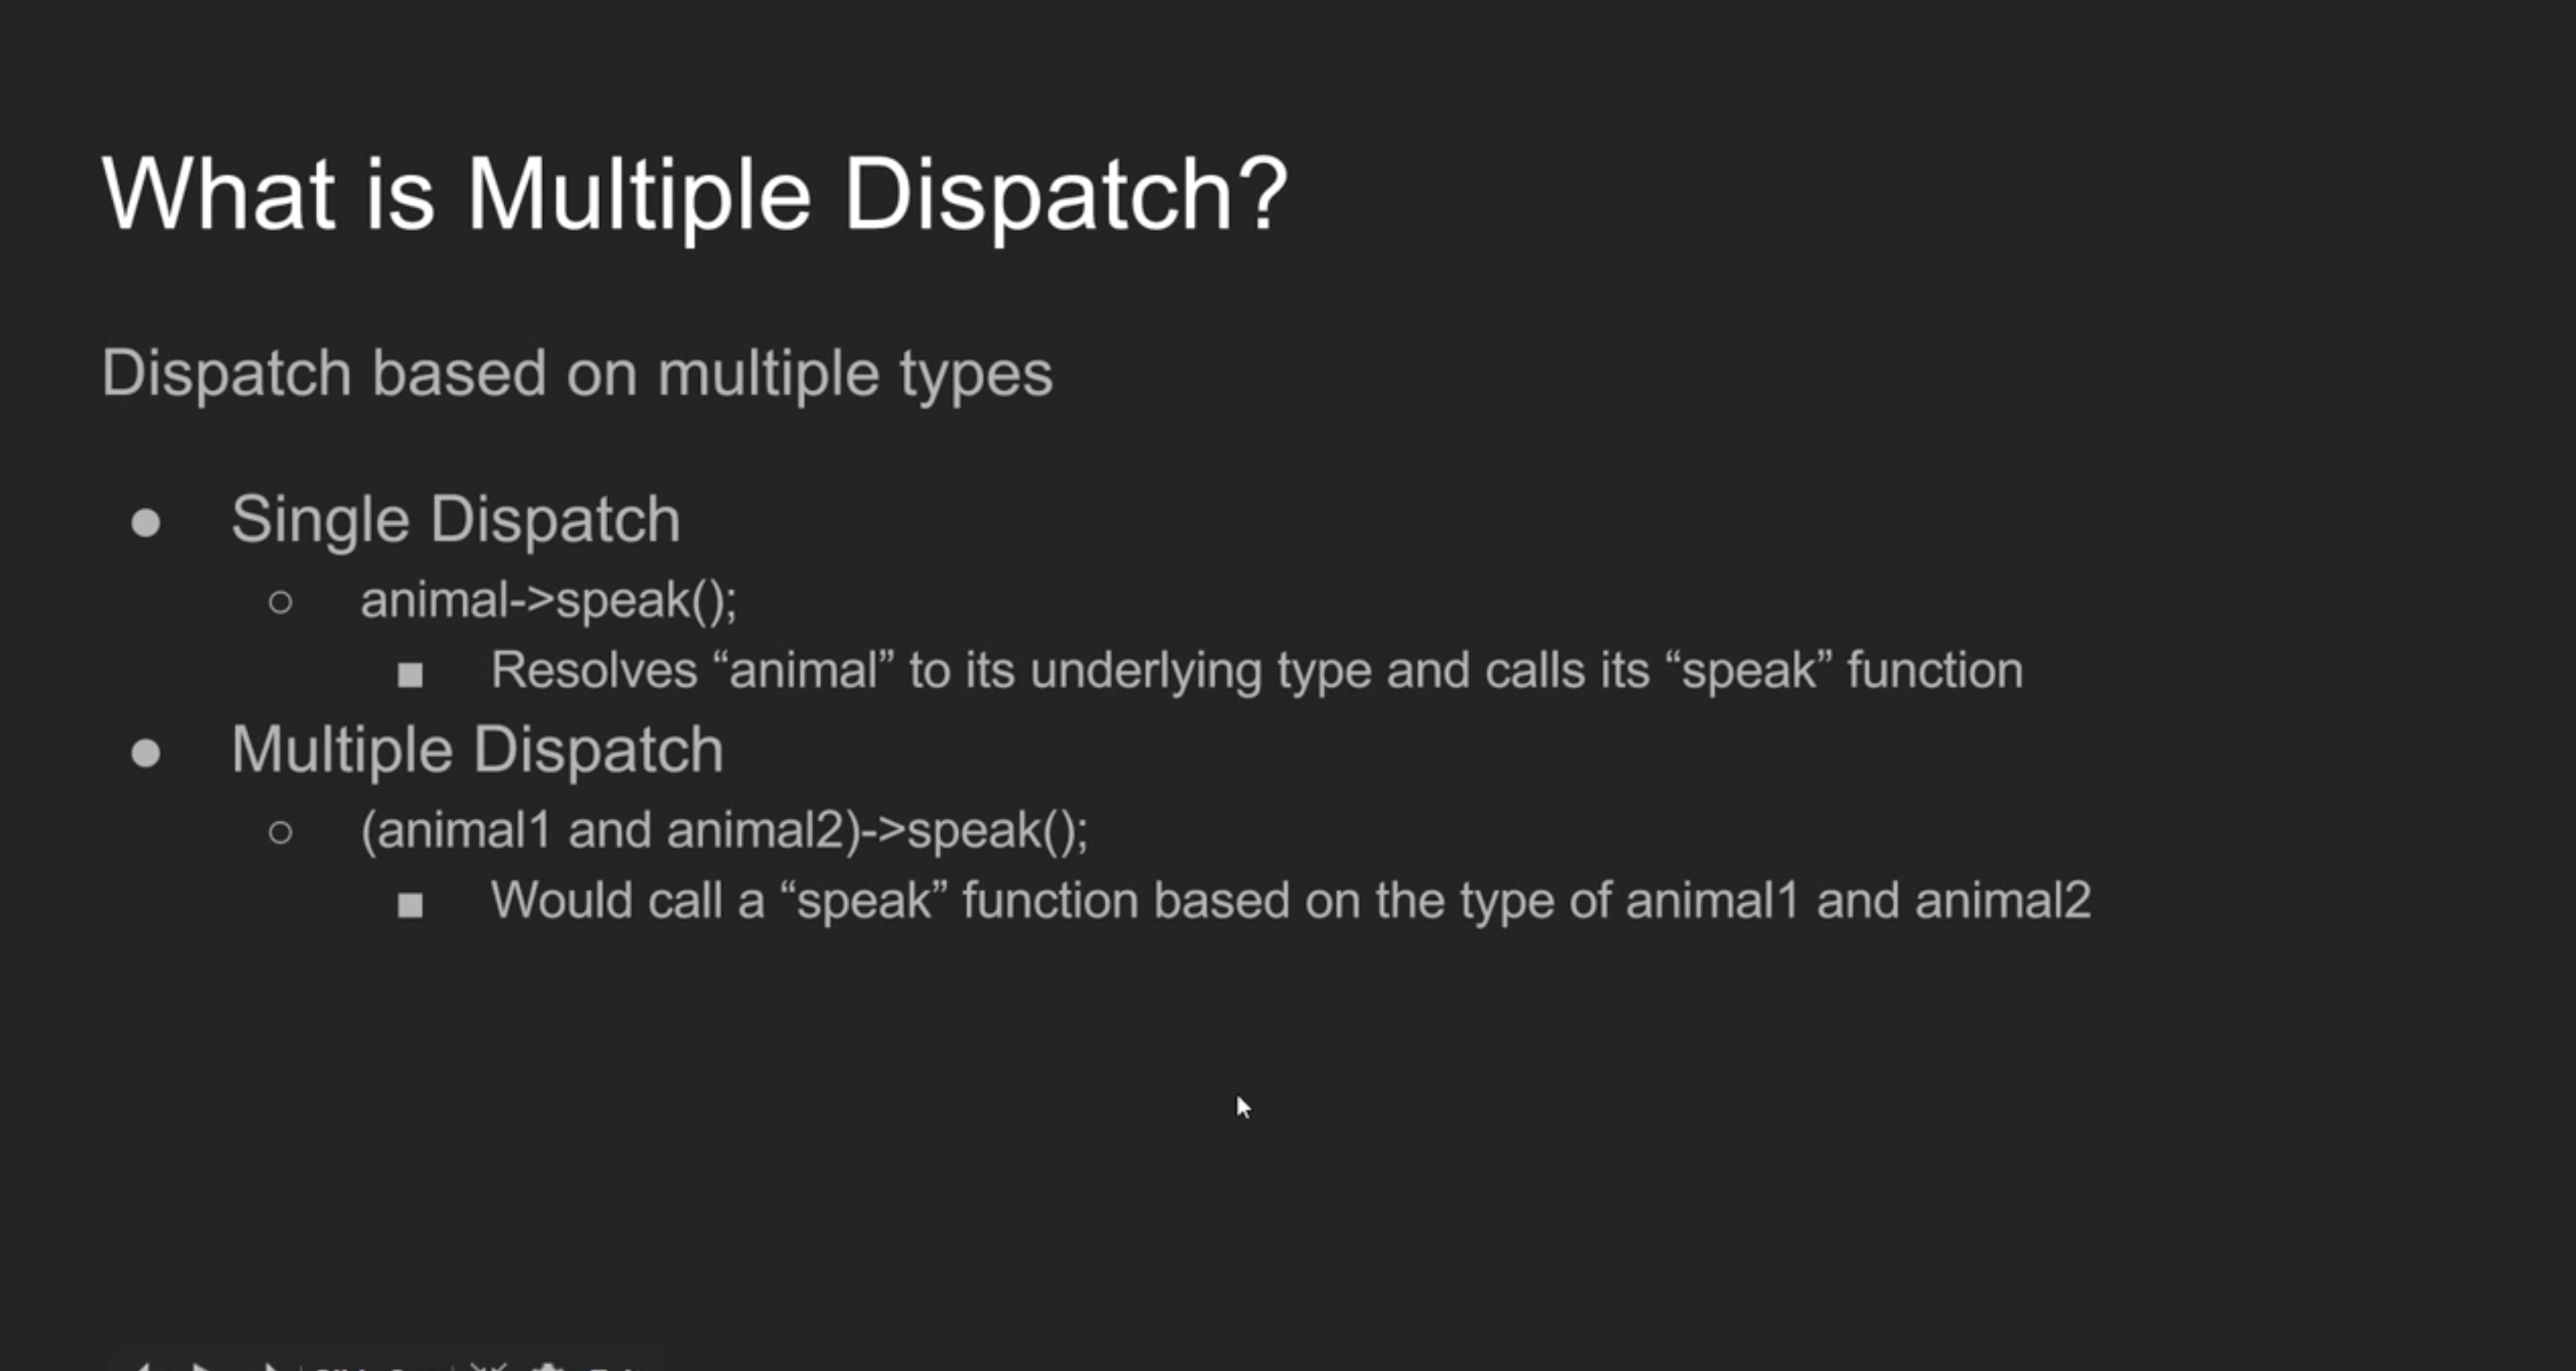 What is Multiple Dispatch?
Dispatch based on multiple types
● Single Dispatch
○ animal->speak();
■ Resolves “animal” to its underlying type and calls its “speak” function
● Multiple Dispatch
○ (animal1 and animal2)->speak();
■ Would call a “speak” function based on the type of animal1 and animal2